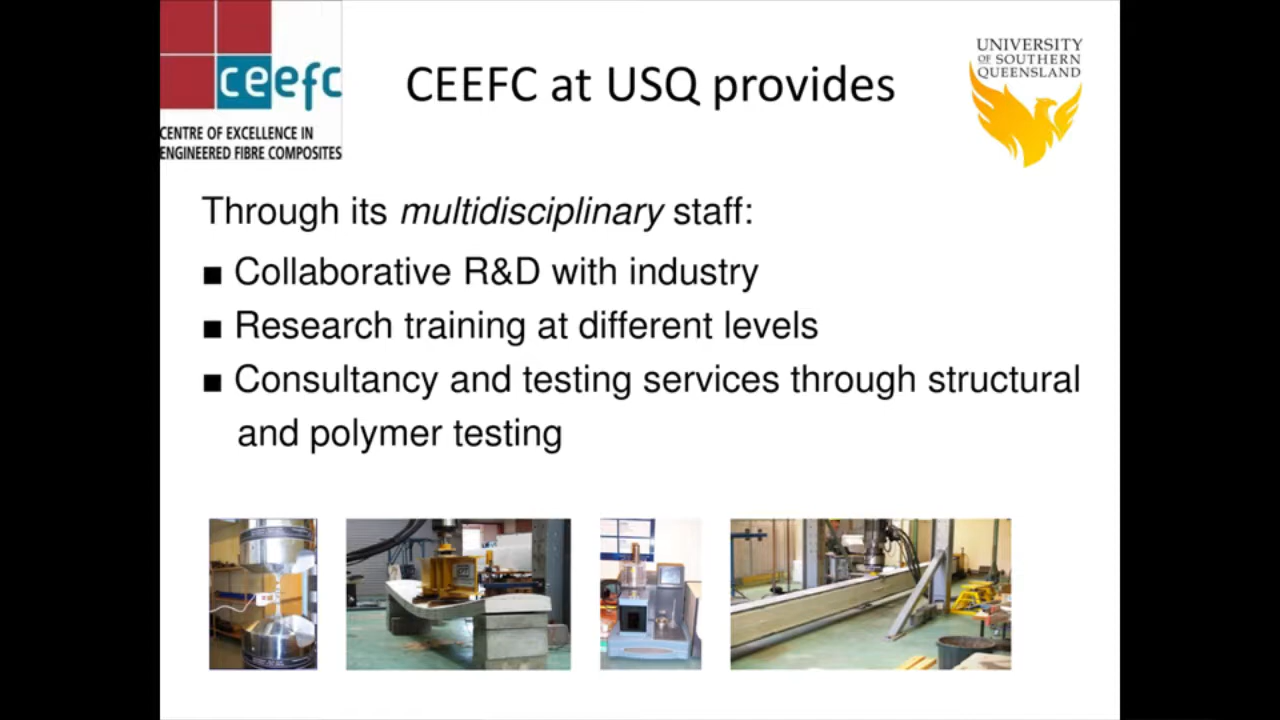 ceefc
CENTRE OF EXCELLENCE IN
ENGINEERED FIBRE COMPOSITES
CEEFC at USQ provides
UNIVERSITY
OF SOUTHERN
QUEENSLAND
Through its multidisciplinary staff:
■ Collaborative R&D with industry
■ Research training at different levels
■ Consultancy and testing services through structural
and polymer testing